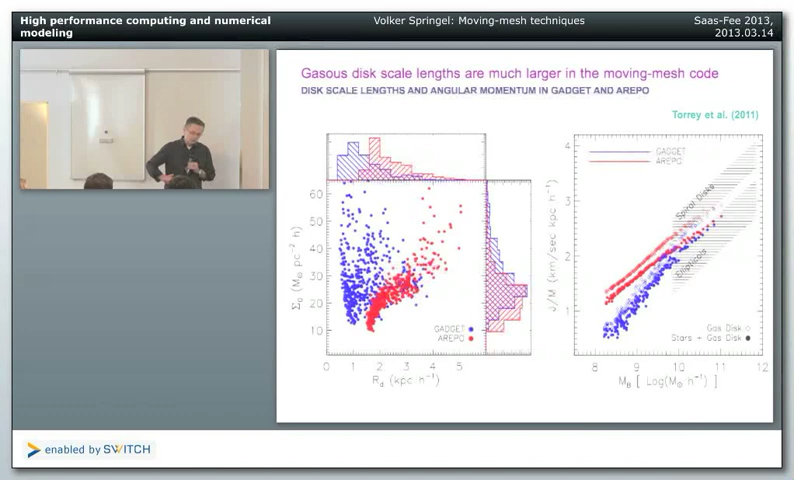 High performance computing and numerical
modeling
Volker Springel: Moving-mesh techniques
Saas-Fee 2013,
2013.03.14
Gasous disk scale lengths are much larger in the moving-mesh code
DISK SCALE LENGTHS AND ANGULAR MOMENTUM IN GADGET AND AREPO
Torrey et al. (2011)
60
50
40
30
20
10
Σ₀ (M⊙ pc⁻² h)
GADGET
AREPO
0 1 2 3 4 5
R_d (kpc h⁻¹)
GADGET
AREPO
4
3
2
1
J/M (km/sec kpc h⁻¹)
Spiral Disks
Ellipticals
Gas Disk
Stars + Gas Disk
8 9 10 11 12
M_B [ Log(M⊙ h⁻¹) ]
enabled by SWITCH